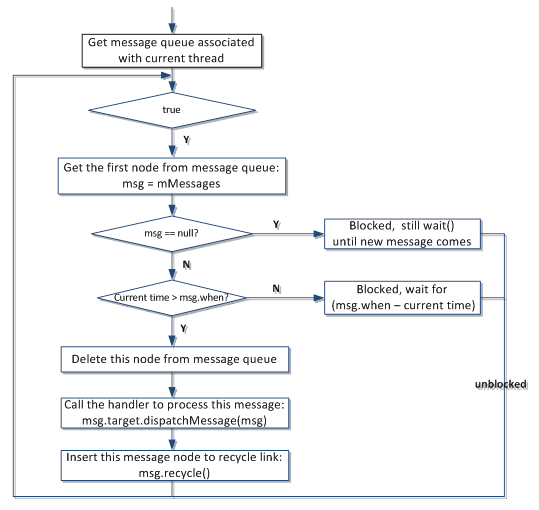 Get message queue associated
with current thread
true
Y
Get the first node from message queue:
msg = mMessages
msg == null?
Y
Blocked, still wait()
until new message comes
N
Current time > msg.when?
N
Blocked, wait for
(msg.when – current time)
Y
Delete this node from message queue
unblocked
Call the handler to process this message:
msg.target.dispatchMessage(msg)
Insert this message node to recycle link:
msg.recycle()